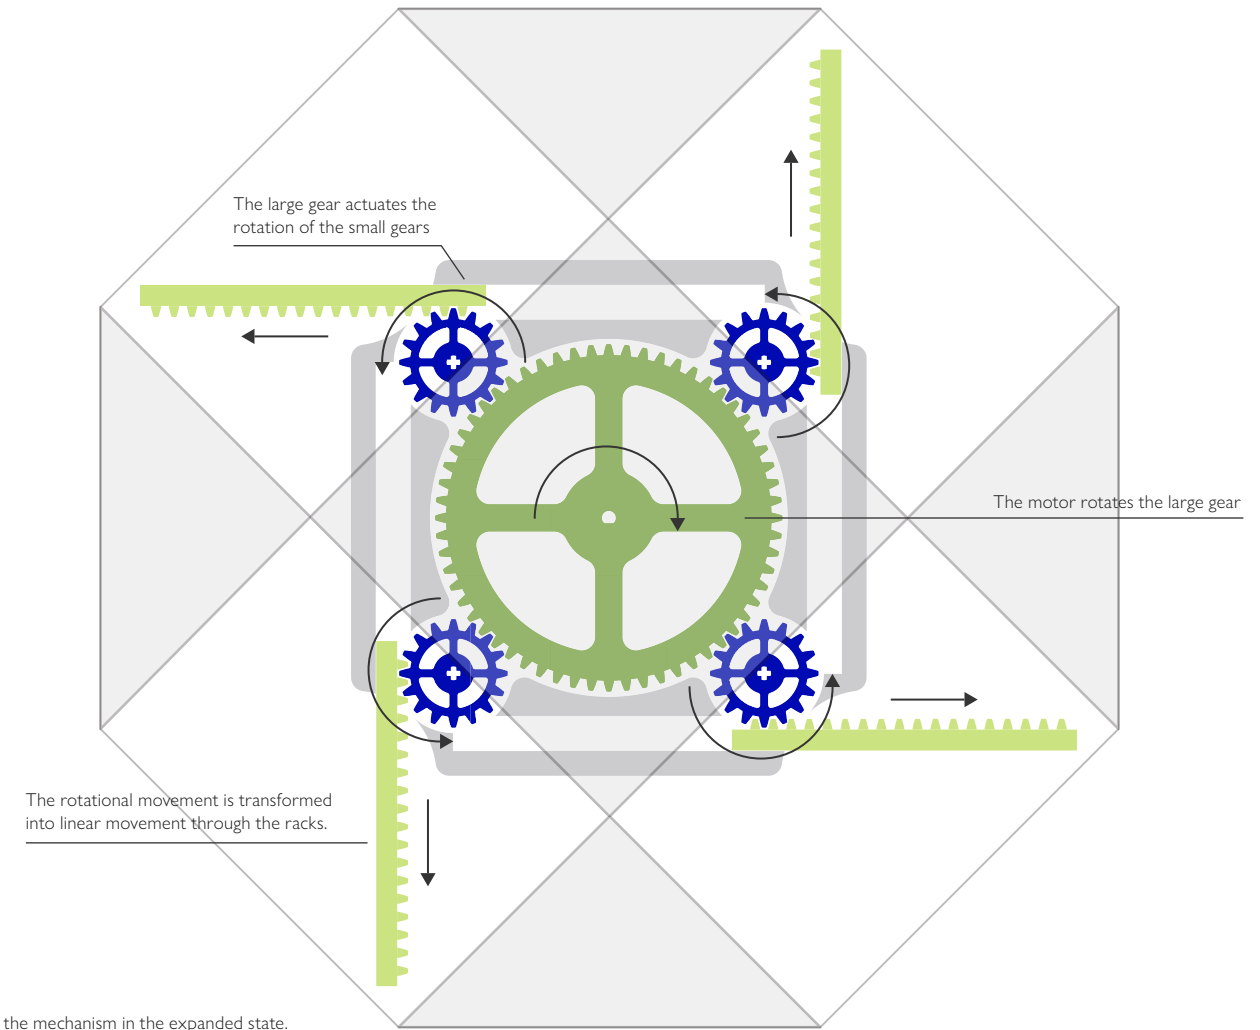 The large gear actuates the
rotation of the small gears
The motor rotates the large gear
The rotational movement is transformed
into linear movement through the racks.
the mechanism in the expanded state.